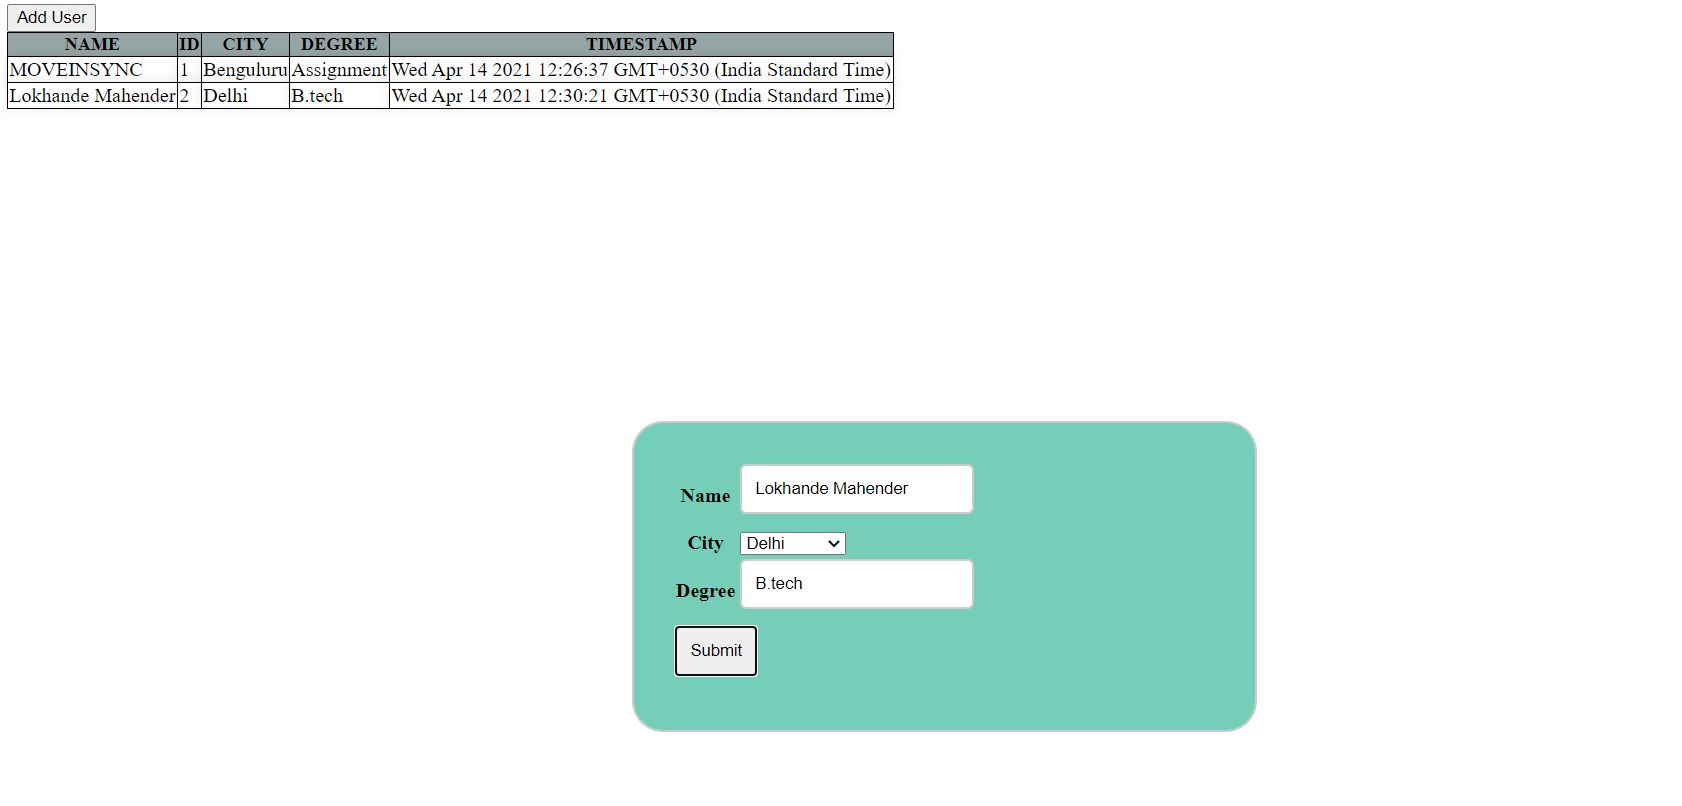 Add User
NAME ID CITY DEGREE TIMESTAMP
MOVEINSYNC 1 Benguluru Assignment Wed Apr 14 2021 12:26:37 GMT+0530 (India Standard Time)
Lokhande Mahender 2 Delhi B.tech Wed Apr 14 2021 12:30:21 GMT+0530 (India Standard Time)
Name Lokhande Mahender
City Delhi
Degree B.tech
Submit